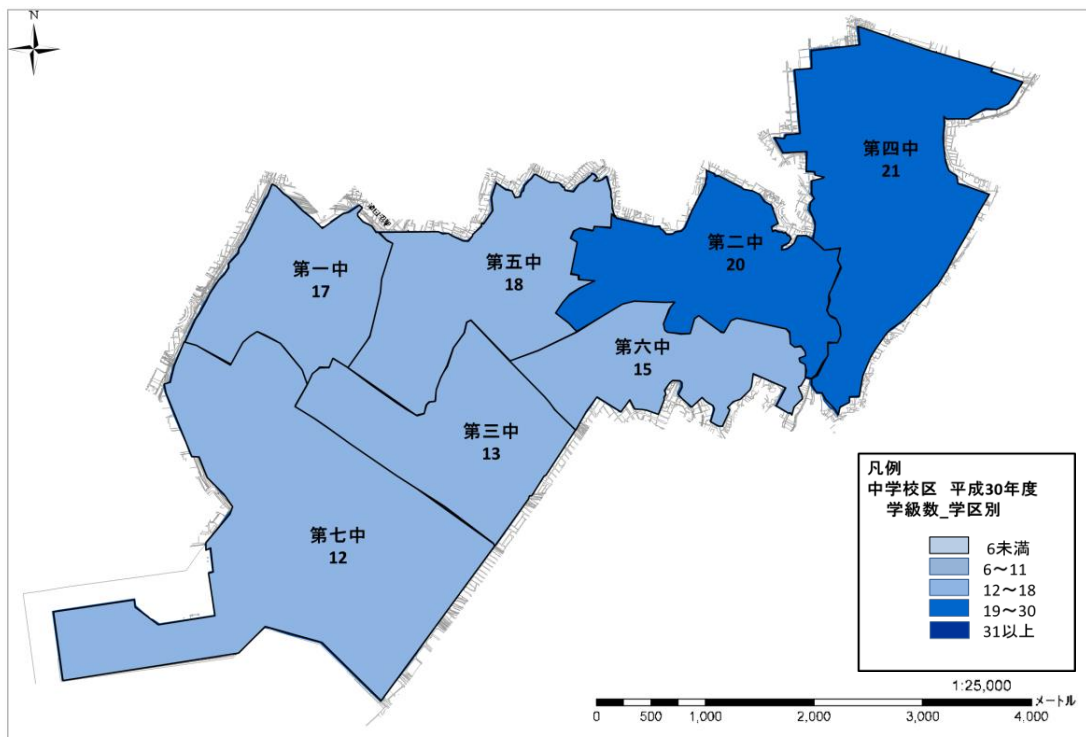 N
第四中
21
第二中
20
第五中
18
第一中
17
第六中
15
第三中
13
第七中
12
凡例
中学校区 平成30年度
学級数_学区別
6未満
6～11
12～18
19～30
31以上
1:25,000
メートル
0 500 1,000 2,000 3,000 4,000